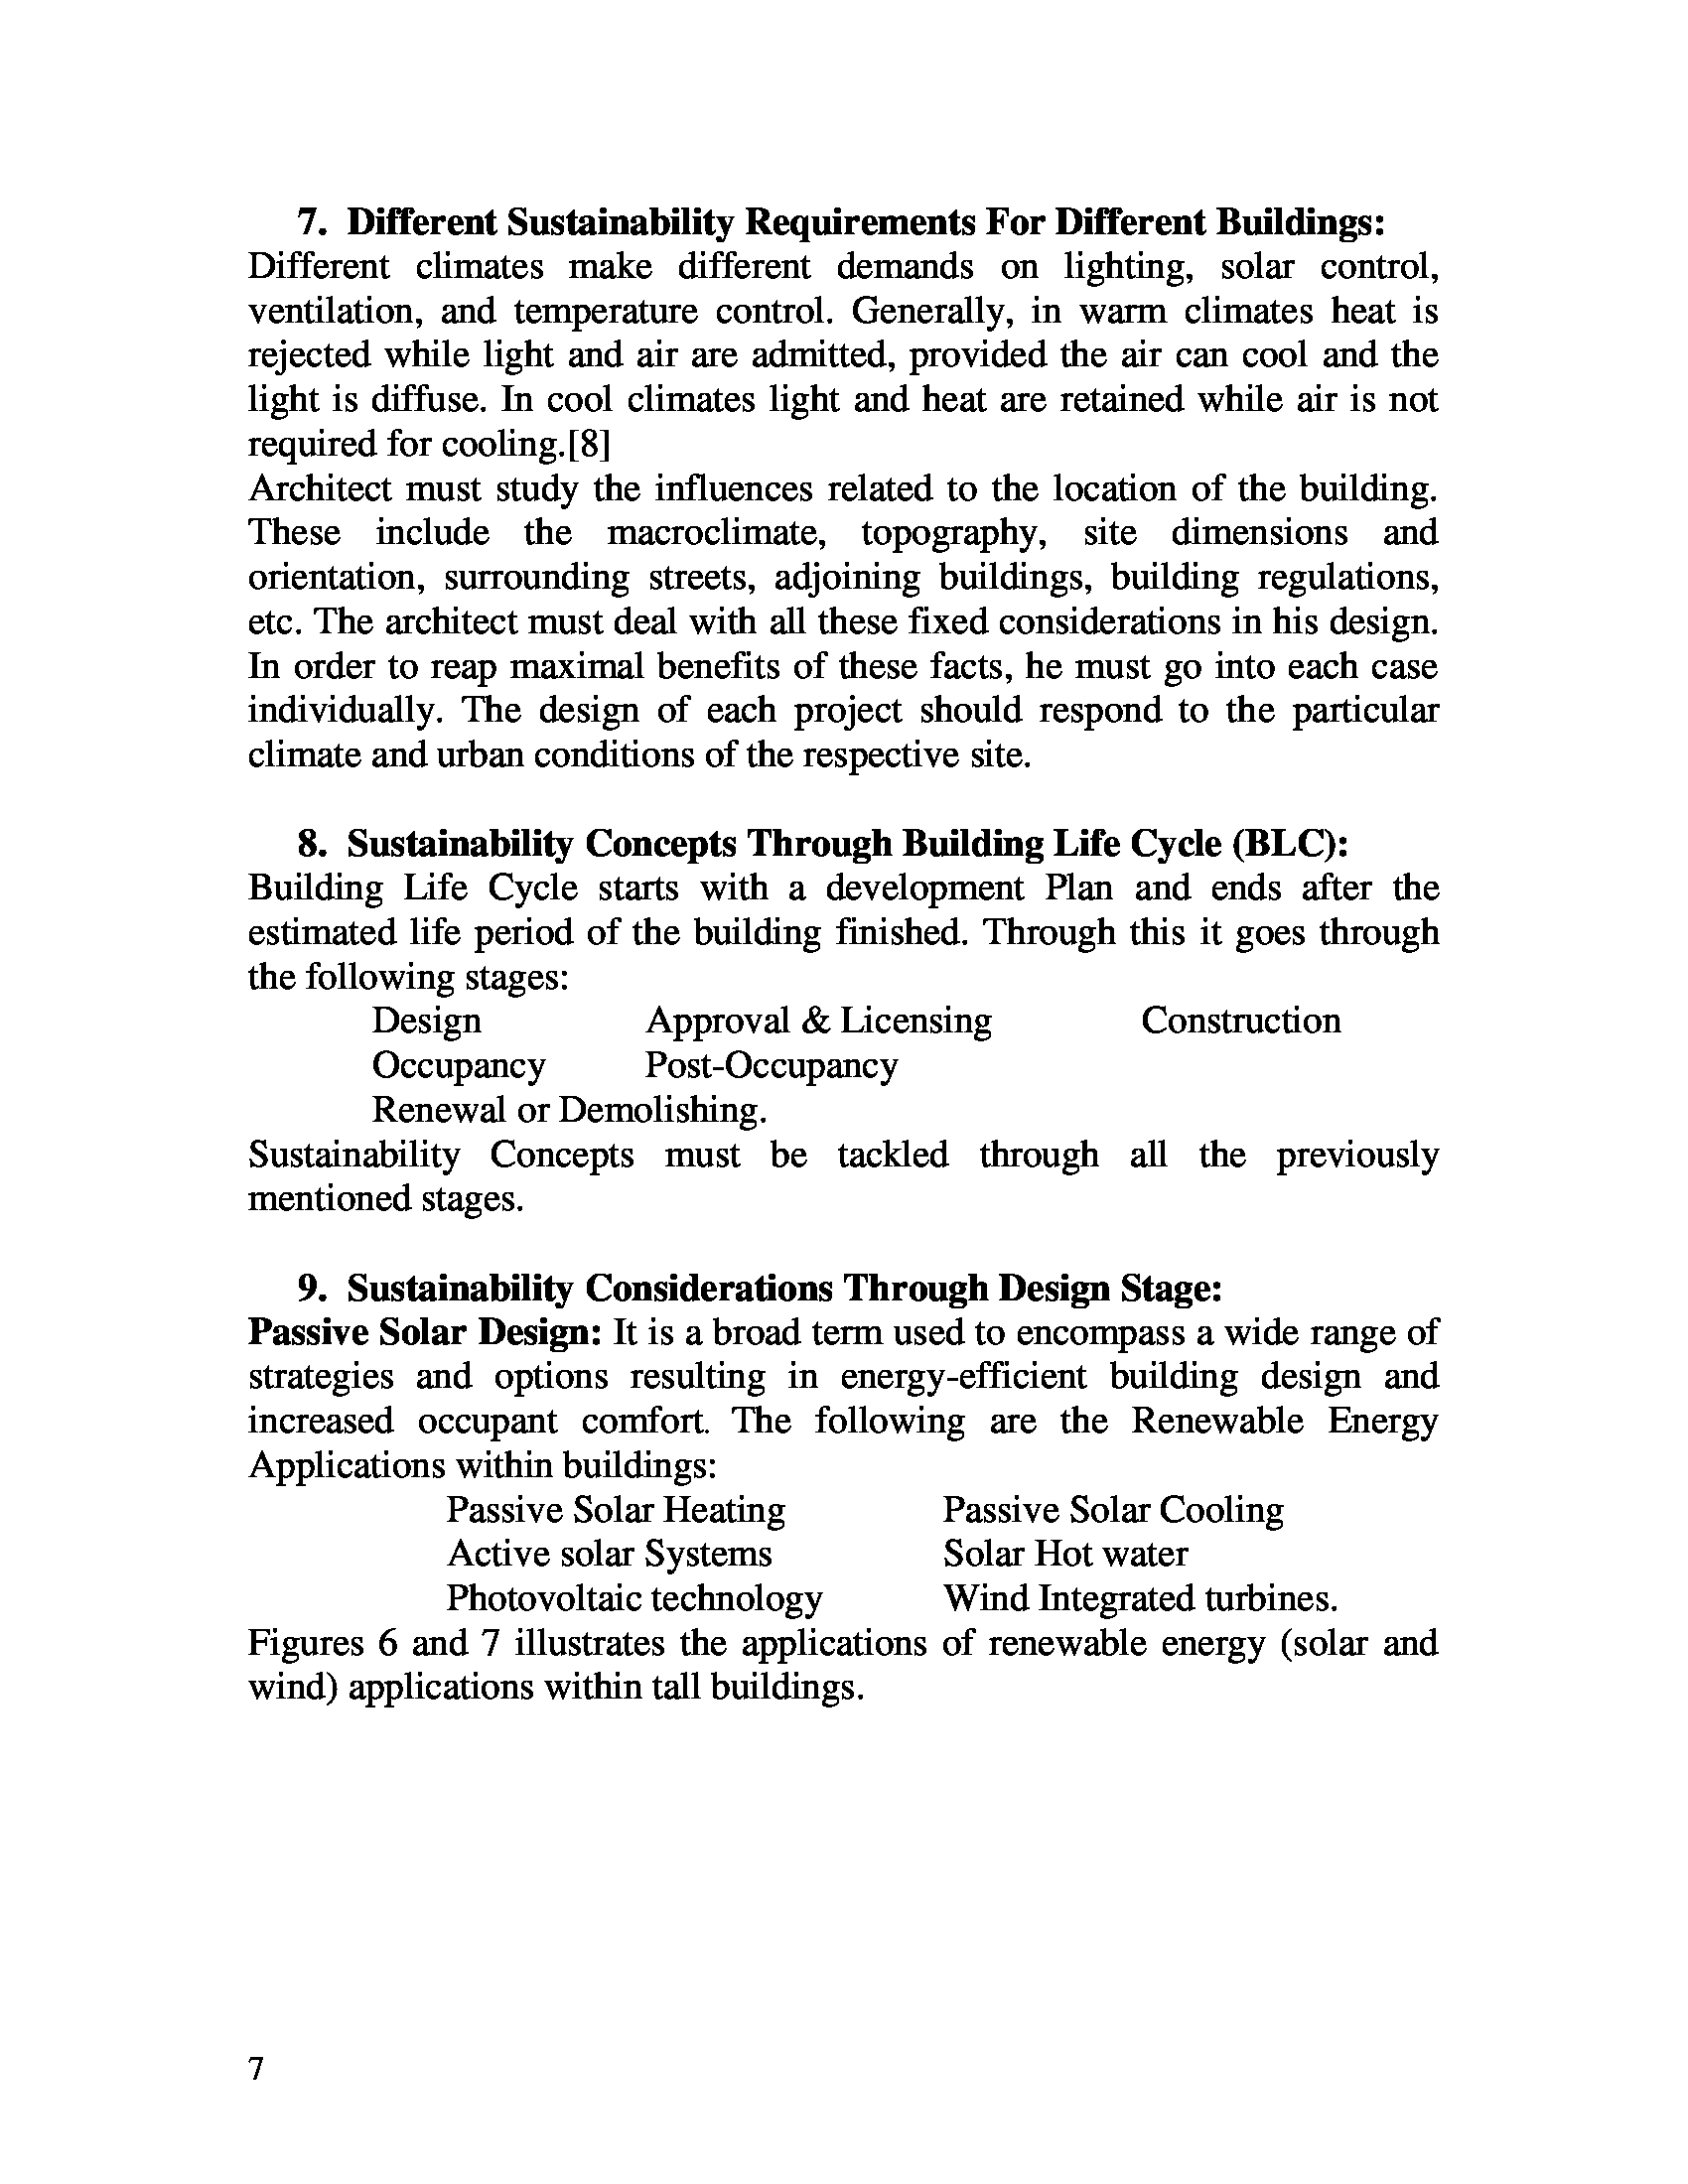 7. Different Sustainability Requirements For Different Buildings:
Different climates make different demands on lighting, solar control,
ventilation, and temperature control. Generally, in warm climates heat is
rejected while light and air are admitted, provided the air can cool and the
light is diffuse. In cool climates light and heat are retained while air is not
required for cooling.[8]
Architect must study the influences related to the location of the building.
These include the macroclimate, topography, site dimensions and
orientation, surrounding streets, adjoining buildings, building regulations,
etc. The architect must deal with all these fixed considerations in his design.
In order to reap maximal benefits of these facts, he must go into each case
individually. The design of each project should respond to the particular
climate and urban conditions of the respective site.
8. Sustainability Concepts Through Building Life Cycle (BLC):
Building Life Cycle starts with a development Plan and ends after the
estimated life period of the building finished. Through this it goes through
the following stages:
Design Approval & Licensing Construction
Occupancy Post-Occupancy
Renewal or Demolishing.
Sustainability Concepts must be tackled through all the previously
mentioned stages.
9. Sustainability Considerations Through Design Stage:
Passive Solar Design: It is a broad term used to encompass a wide range of
strategies and options resulting in energy-efficient building design and
increased occupant comfort. The following are the Renewable Energy
Applications within buildings:
Passive Solar Heating Passive Solar Cooling
Active solar Systems Solar Hot water
Photovoltaic technology Wind Integrated turbines.
Figures 6 and 7 illustrates the applications of renewable energy (solar and
wind) applications within tall buildings.
7